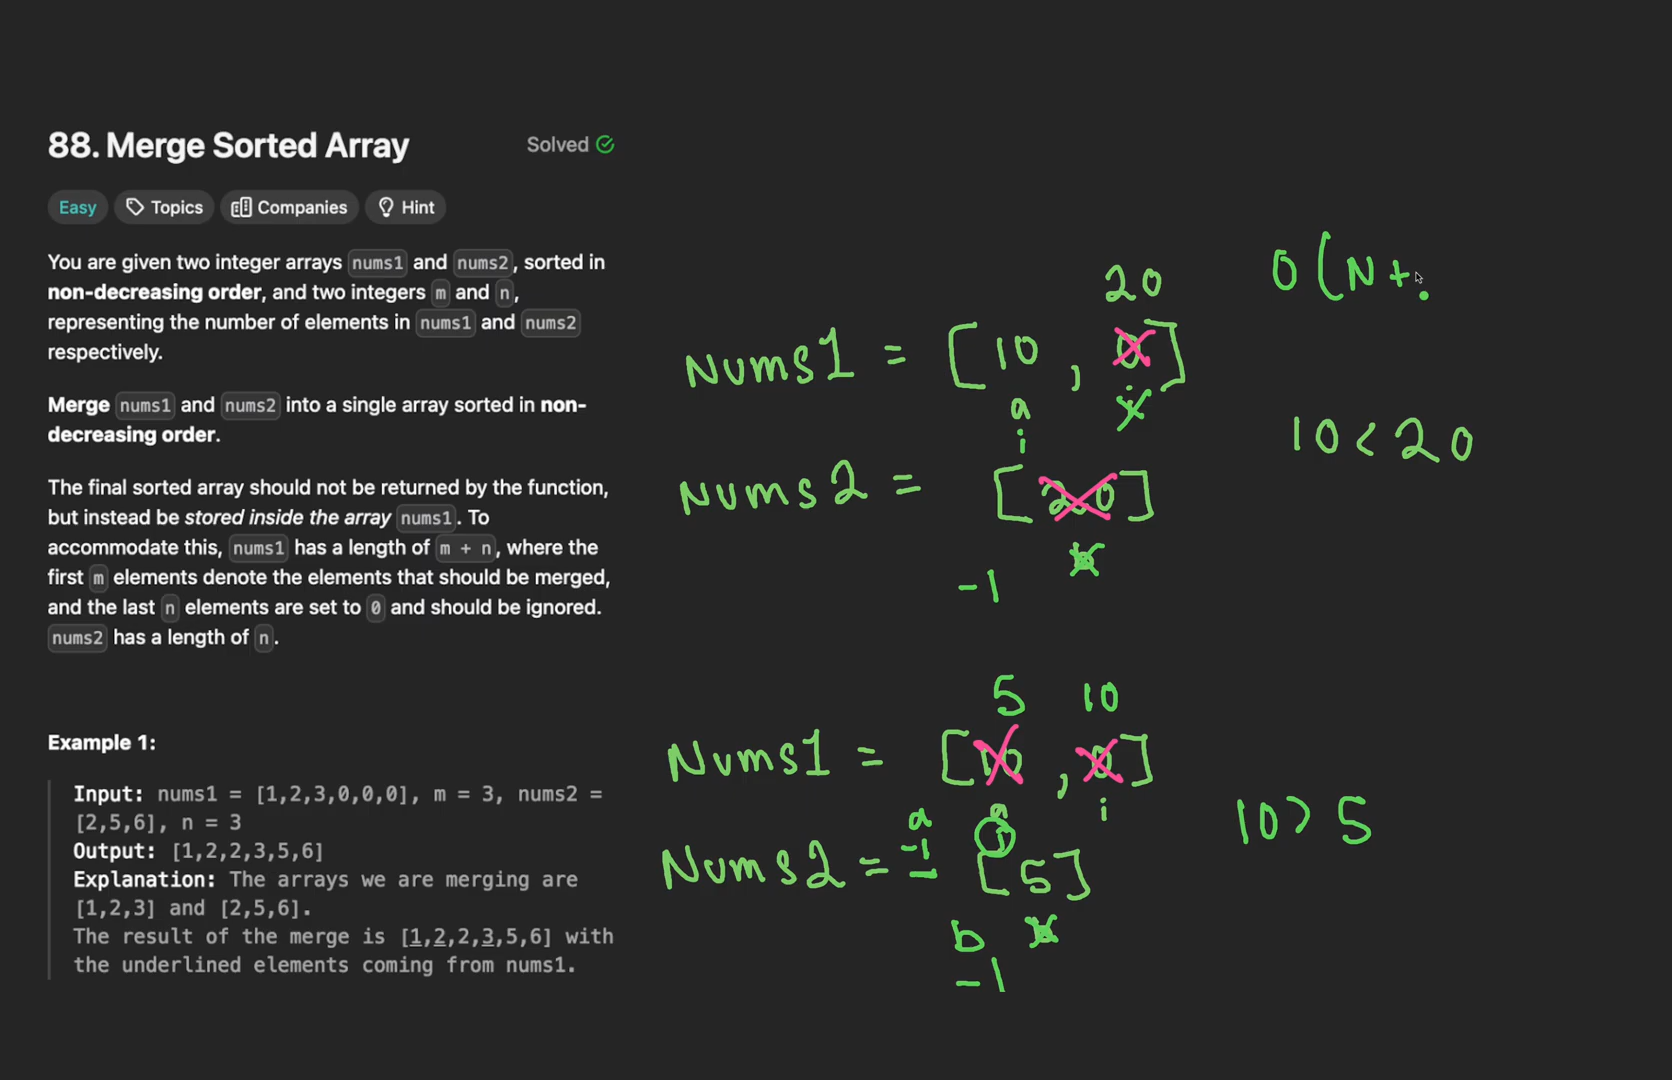 88. Merge Sorted Array
Solved
Easy
Topics
Companies
Hint
You are given two integer arrays nums1 and nums2, sorted in
non-decreasing order, and two integers m and n,
representing the number of elements in nums1 and nums2
respectively.
Merge nums1 and nums2 into a single array sorted in non-
decreasing order.
The final sorted array should not be returned by the function,
but instead be stored inside the array nums1. To
accommodate this, nums1 has a length of m + n, where the
first m elements denote the elements that should be merged,
and the last n elements are set to 0 and should be ignored.
nums2 has a length of n.
Example 1:
Input: nums1 = [1,2,3,0,0,0], m = 3, nums2 =
[2,5,6], n = 3
Output: [1,2,2,3,5,6]
Explanation: The arrays we are merging are
[1,2,3] and [2,5,6].
The result of the merge is [1,2,2,3,5,6] with
the underlined elements coming from nums1.
20
Nums1 = [10, 0]
a
i
i
Nums2 = [20]
-1
O(N+
10<20
5 10
Nums1 = [10, 0]
a
i
a
-1
Nums2 = [5]
b
-1
10>5